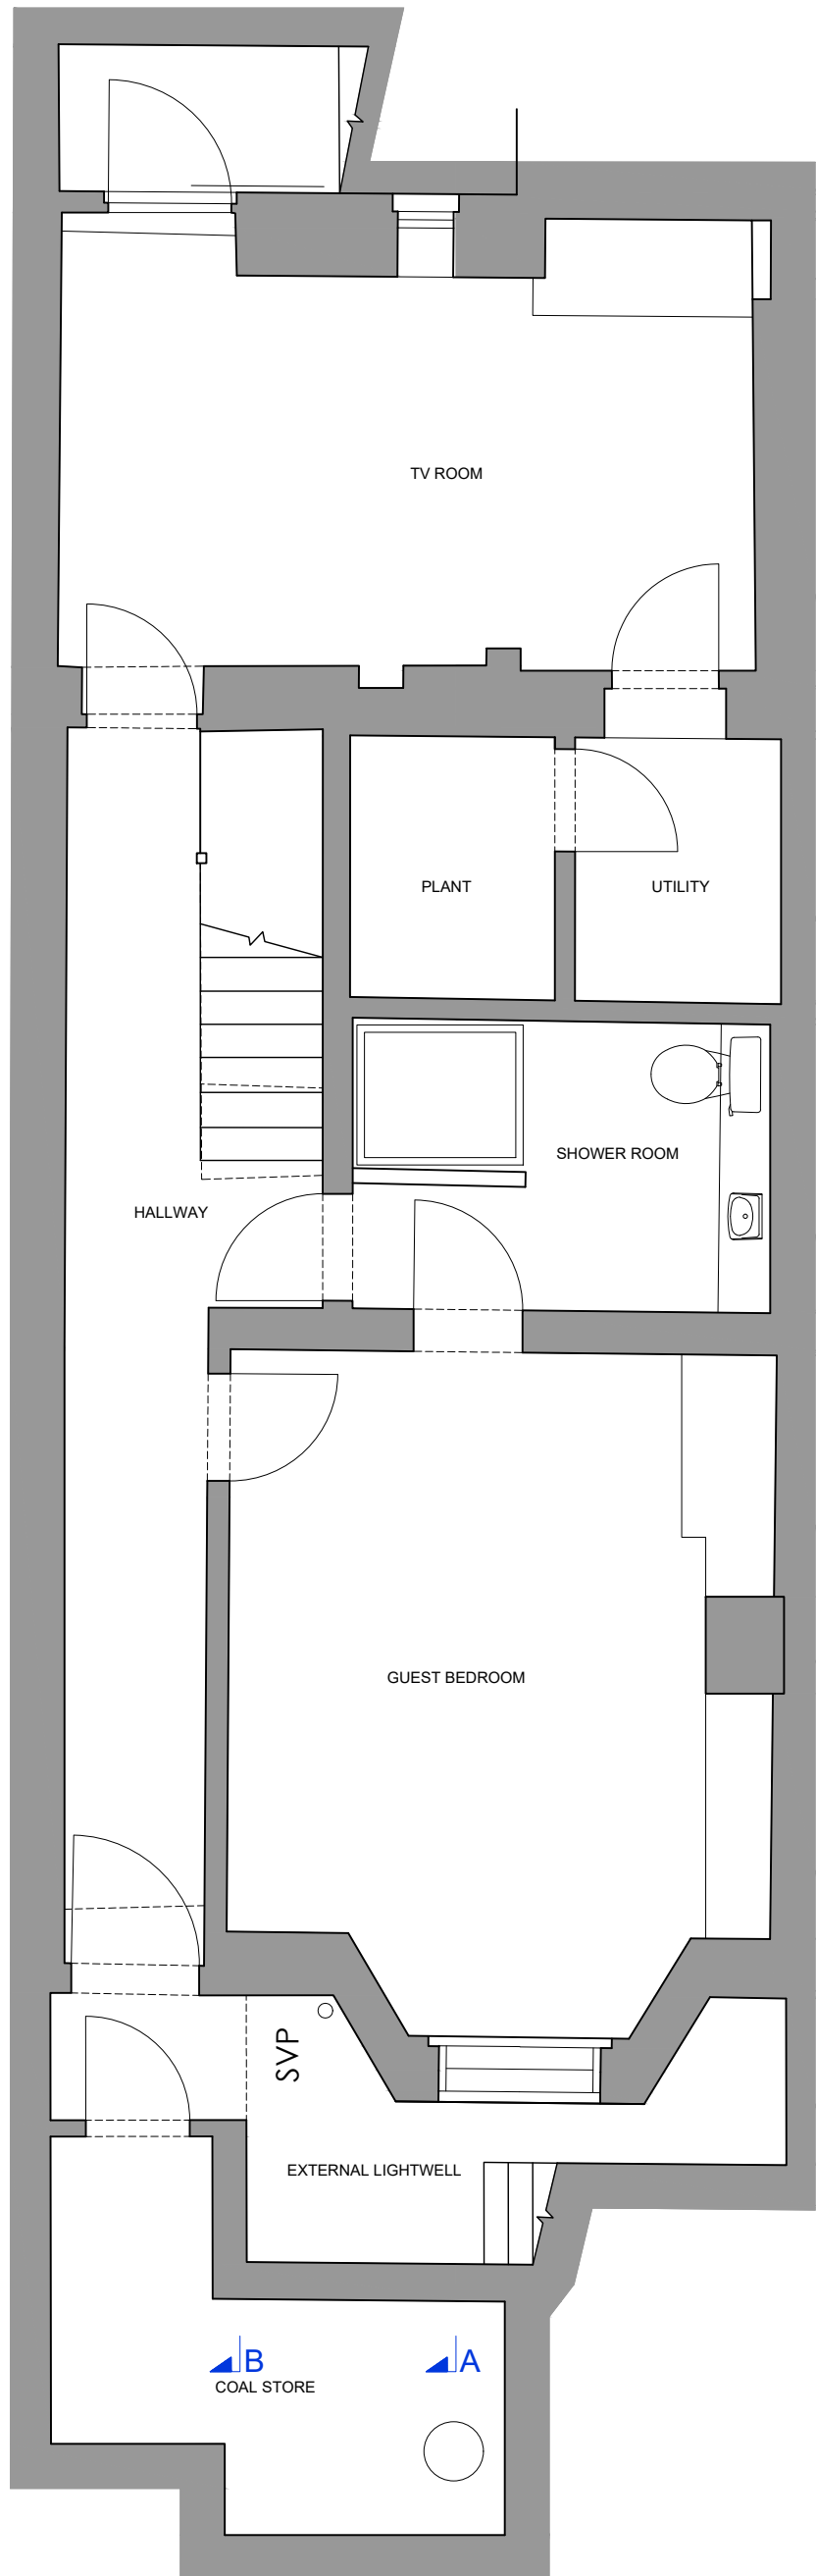 TV ROOM
PLANT
UTILITY
SHOWER ROOM
HALLWAY
GUEST BEDROOM
SVP
EXTERNAL LIGHTWELL
B
A
COAL STORE